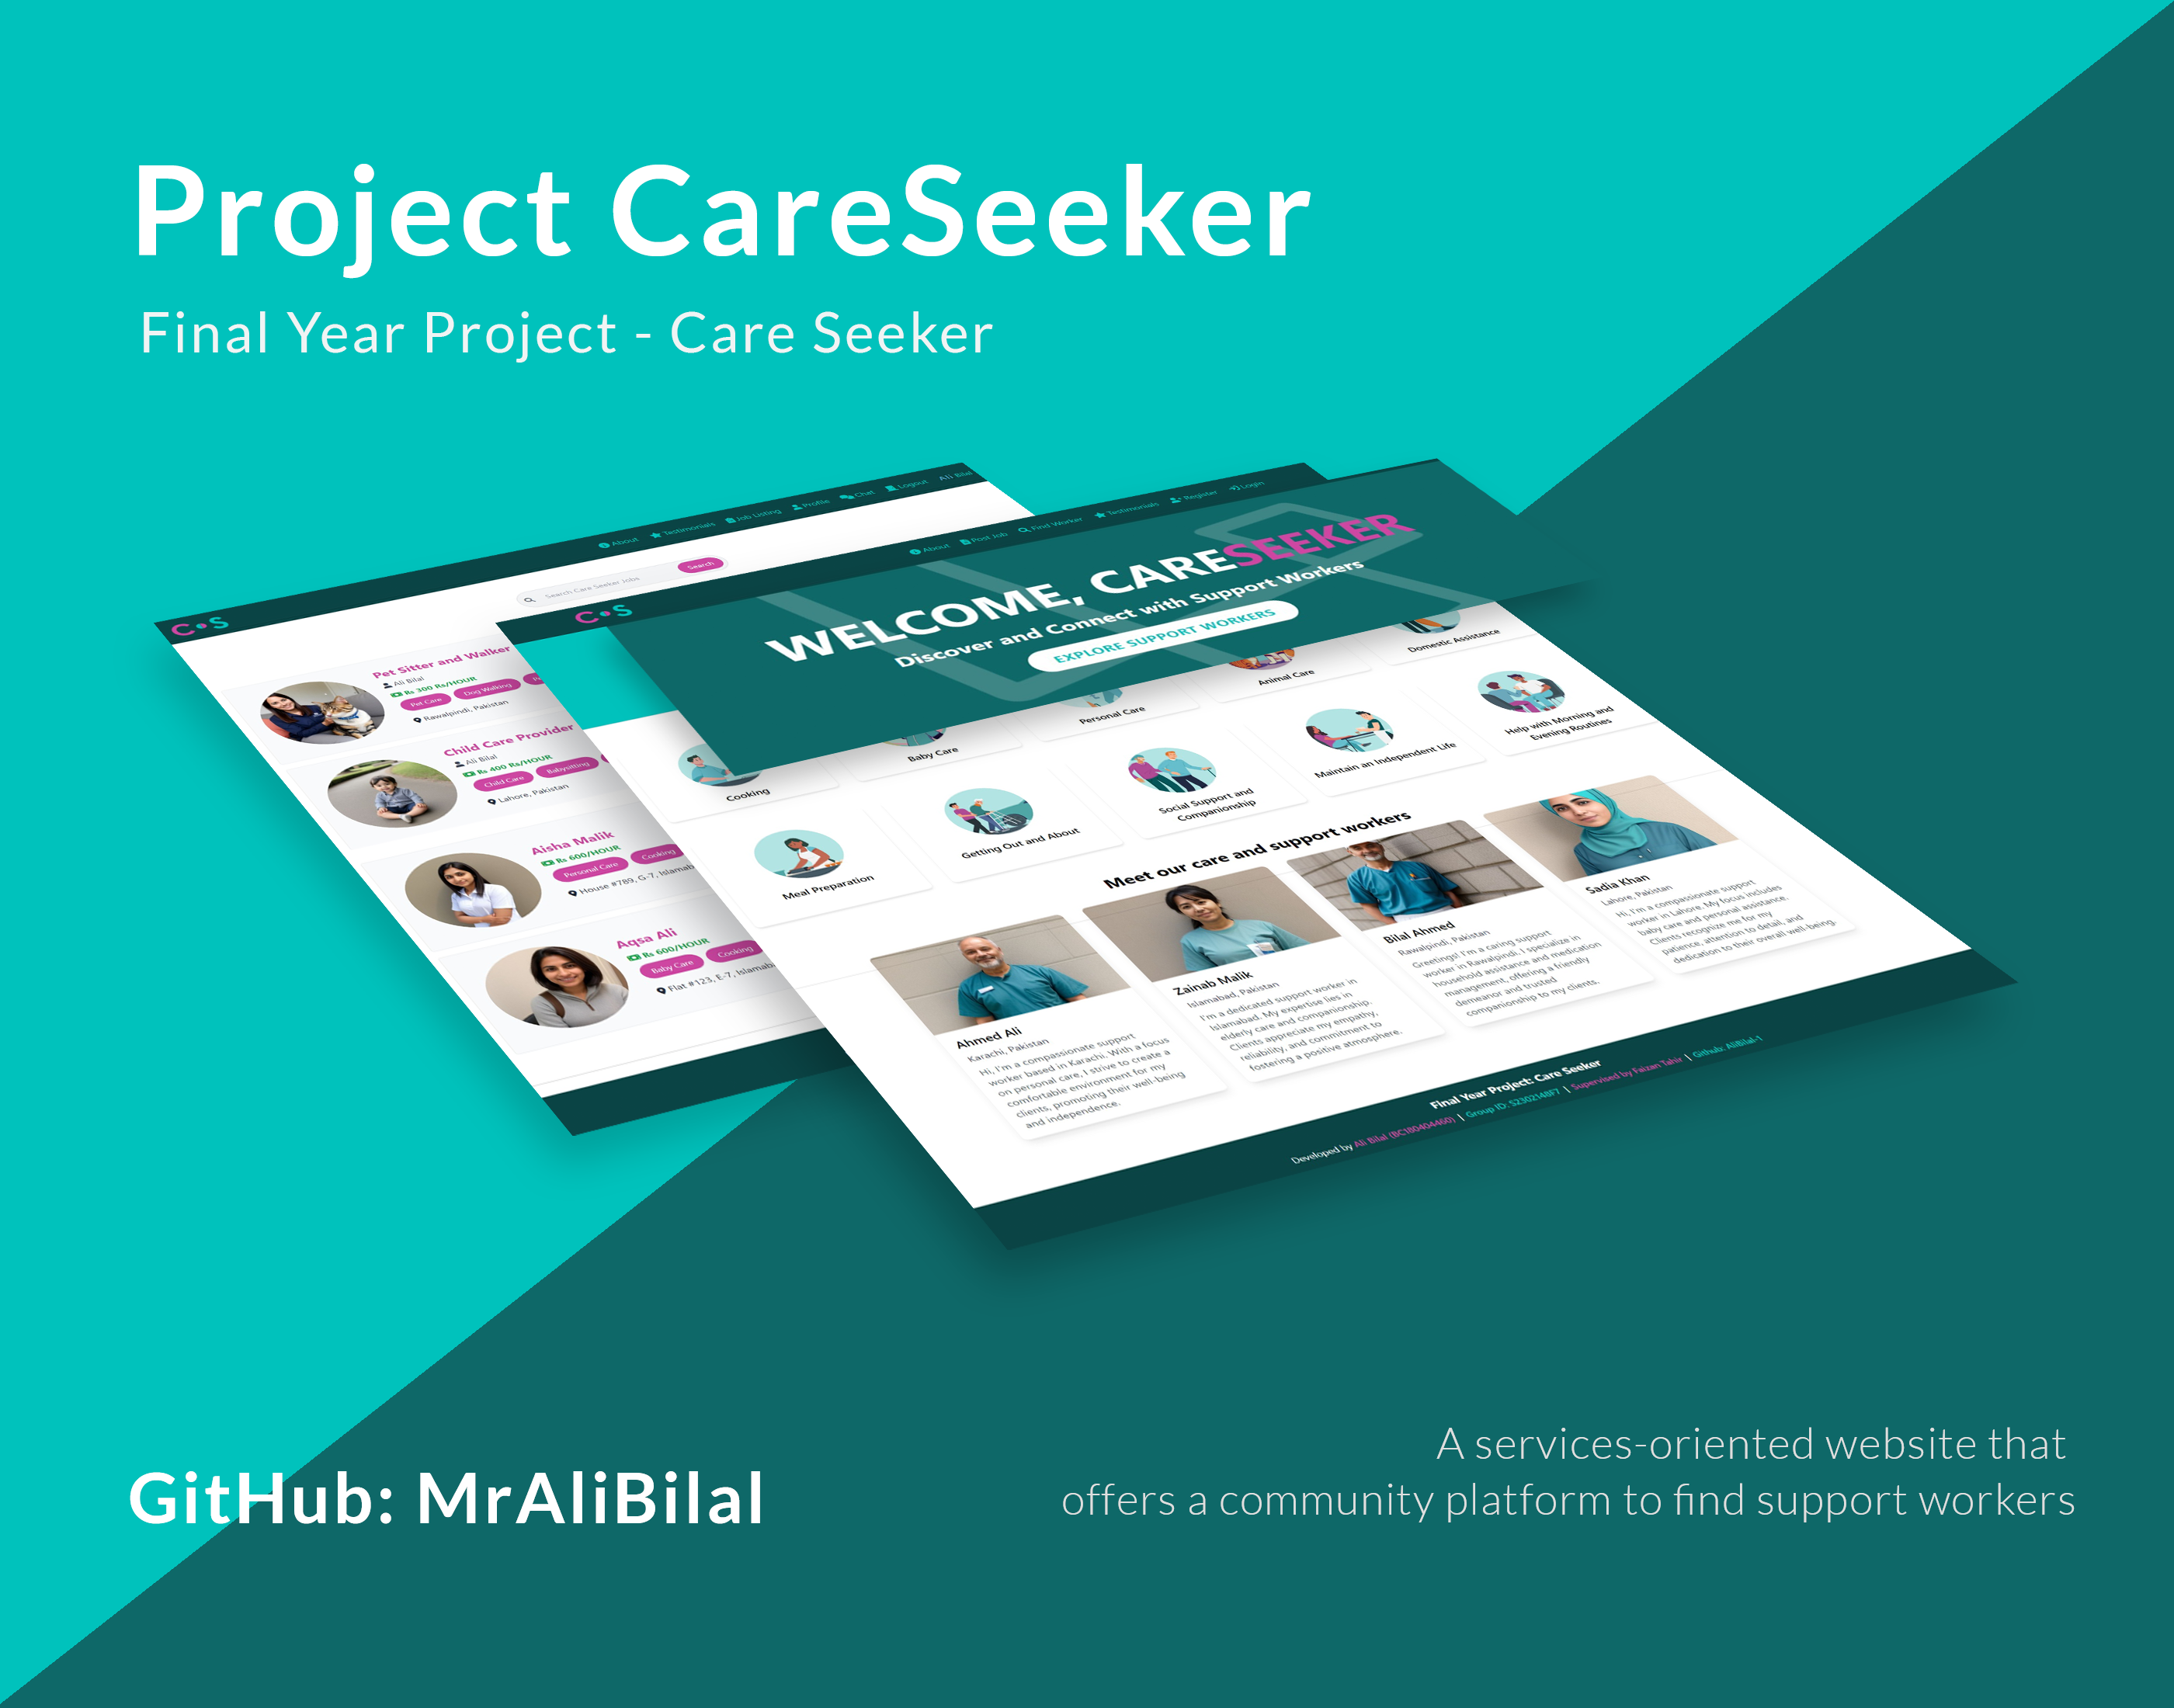 Project CareSeeker
Final Year Project - Care Seeker
About
Testimonials
Job Listing
Profile
Chat
Logout
Ali Bilal
C S
Search Care Seeker Jobs
Search
Pet Sitter and Walker
Ali Bilal
Rs 300 Rs/HOUR
Pet Care
Dog Walking
Rawalpindi, Pakistan
Child Care Provider
Ali Bilal
Rs 400 Rs/HOUR
Child Care
Babysitting
Lahore, Pakistan
Aisha Malik
Rs 600/HOUR
Personal Care
Cooking
House #789, G-7, Islamab
Aqsa Ali
Rs 600/HOUR
Baby Care
Cooking
Flat #123, E-7, Islamab
About
Post Job
Find Worker
Testimonials
Register
Login
C S
WELCOME, CARESEEKER
Discover and Connect with Support Workers
EXPLORE SUPPORT WORKERS
Cooking
Baby Care
Personal Care
Animal Care
Domestic Assistance
Meal Preparation
Getting Out and About
Social Support and
Companionship
Maintain an Independent Life
Help with Morning and
Evening Routines
Meet our care and support workers
Ahmed Ali
Karachi, Pakistan
Hi, I'm a compassionate support
worker based in Karachi. With a focus
on personal care, I strive to create a
comfortable environment for my
clients, promoting their well-being
and independence.
Zainab Malik
Islamabad, Pakistan
I'm a dedicated support worker in
Islamabad. My expertise lies in
elderly care and companionship.
Clients appreciate my empathy,
reliability, and commitment to
fostering a positive atmosphere.
Bilal Ahmed
Rawalpindi, Pakistan
Greetings! I'm a caring support
worker in Rawalpindi. I specialize in
household assistance and medication
management, offering a friendly
demeanor and trusted
companionship to my clients.
Sadia Khan
Lahore, Pakistan
Hi, I'm a compassionate support
worker in Lahore. My focus includes
baby care and personal assistance.
Clients recognize me for my
patience, attention to detail, and
dedication to their overall well-being.
Final Year Project: Care Seeker
Developed by Ali Bilal (BC180404460) | Group ID: S2302148F7 | Supervised by Faizan Tahir | Github: AliBilal-1
GitHub: MrAliBilal
A services-oriented website that
offers a community platform to find support workers